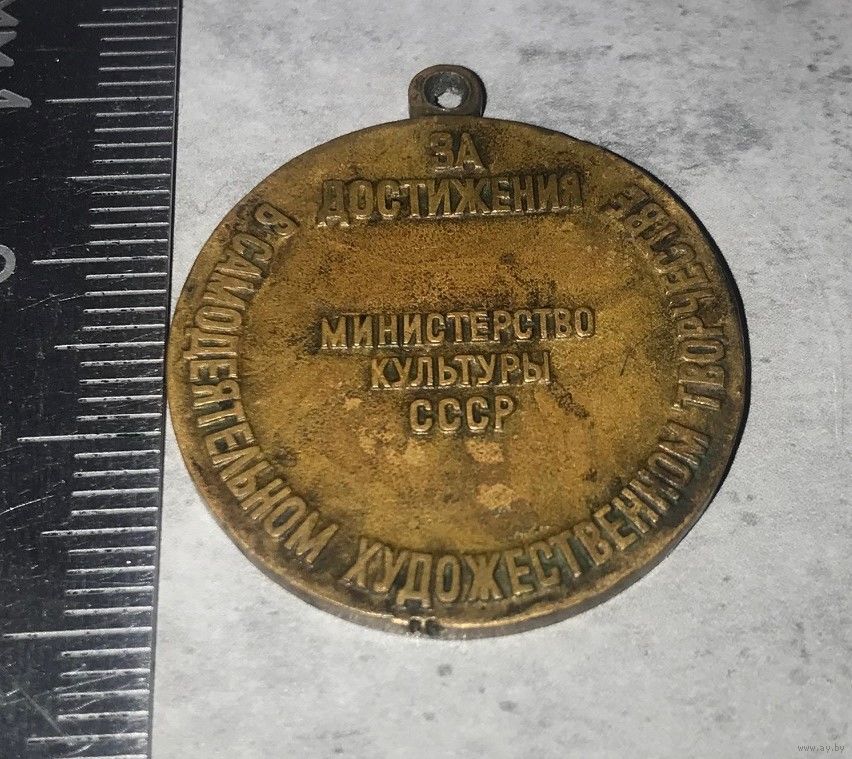 ЗА
ДОСТИЖЕНИЯ
В САМОДЕЯТЕЛЬНОМ ХУДОЖЕСТВЕННОМ ТВОРЧЕСТВЕ
МИНИСТЕРСТВО
КУЛЬТУРЫ
СССР
www.ay.by